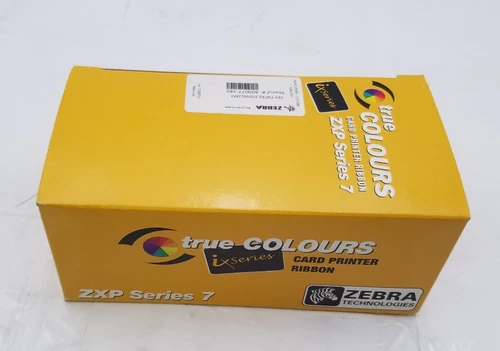 true COLOURS
ix Series
CARD PRINTER RIBBON
ZXP Series 7
ZEBRA
true COLOURS
ix Series
CARD PRINTER
RIBBON
ZXP Series 7
ZEBRA
TECHNOLOGIES